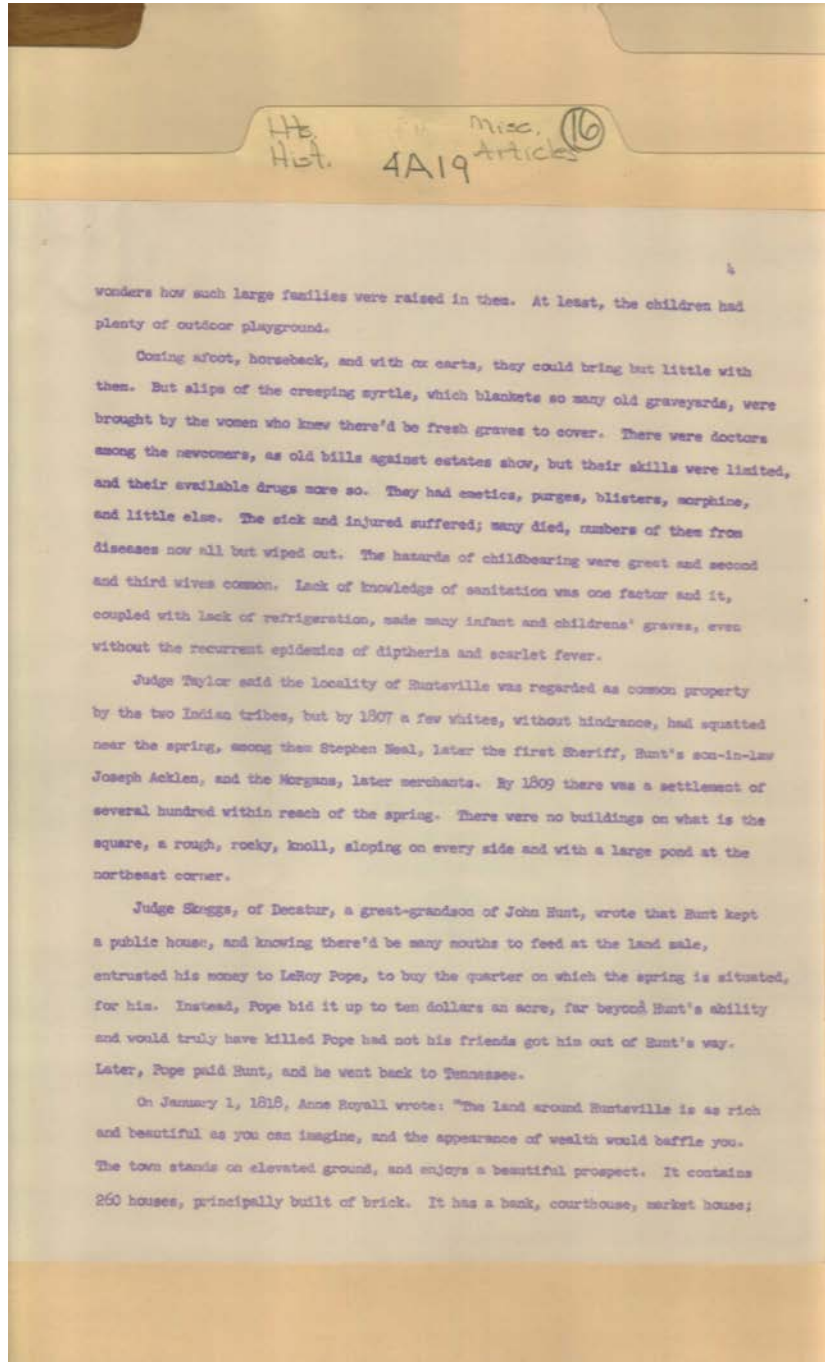 Hts. Misc. 16
Hist. 4A19 Articles
4
wonders how such large families were raised in them. At least, the children had
plenty of outdoor playground.
Coming afoot, horseback, and with ox carts, they could bring but little with
them. But slips of the creeping myrtle, which blankets so many old graveyards, were
brought by the women who knew there'd be fresh graves to cover. There were doctors
among the newcomers, as old bills against estates show, but their skills were limited,
and their available drugs more so. They had emetics, purges, blisters, morphine,
and little else. The sick and injured suffered; many died, numbers of them from
diseases now all but wiped out. The hazards of childbearing were great and second
and third wives common. Lack of knowledge of sanitation was one factor and it,
coupled with lack of refrigeration, made many infant and childrens' graves, even
without the recurrent epidemics of diptheria and scarlet fever.
Judge Taylor said the locality of Huntsville was regarded as common property
by the two Indian tribes, but by 1807 a few whites, without hindrance, had squatted
near the spring, among them Stephen Neal, later the first Sheriff, Hunt's son-in-law
Joseph Acklen, and the Morgans, later merchants. By 1809 there was a settlement of
several hundred within reach of the spring. There were no buildings on what is the
square, a rough, rocky, knoll, sloping on every side and with a large pond at the
northeast corner.
Judge Skeggs, of Decatur, a great-grandson of John Hunt, wrote that Hunt kept
a public house, and knowing there'd be many mouths to feed at the land sale,
entrusted his money to LeRoy Pope, to buy the quarter on which the spring is situated,
for him. Instead, Pope bid it up to ten dollars an acre, far beyond Hunt's ability
and would truly have killed Pope had not his friends got him out of Hunt's way.
Later, Pope paid Hunt, and he went back to Tennessee.
On January 1, 1818, Anne Royall wrote: "The land around Huntsville is as rich
and beautiful as you can imagine, and the appearance of wealth would baffle you.
The town stands on elevated ground, and enjoys a beautiful prospect. It contains
260 houses, principally built of brick. It has a bank, courthouse, market house;